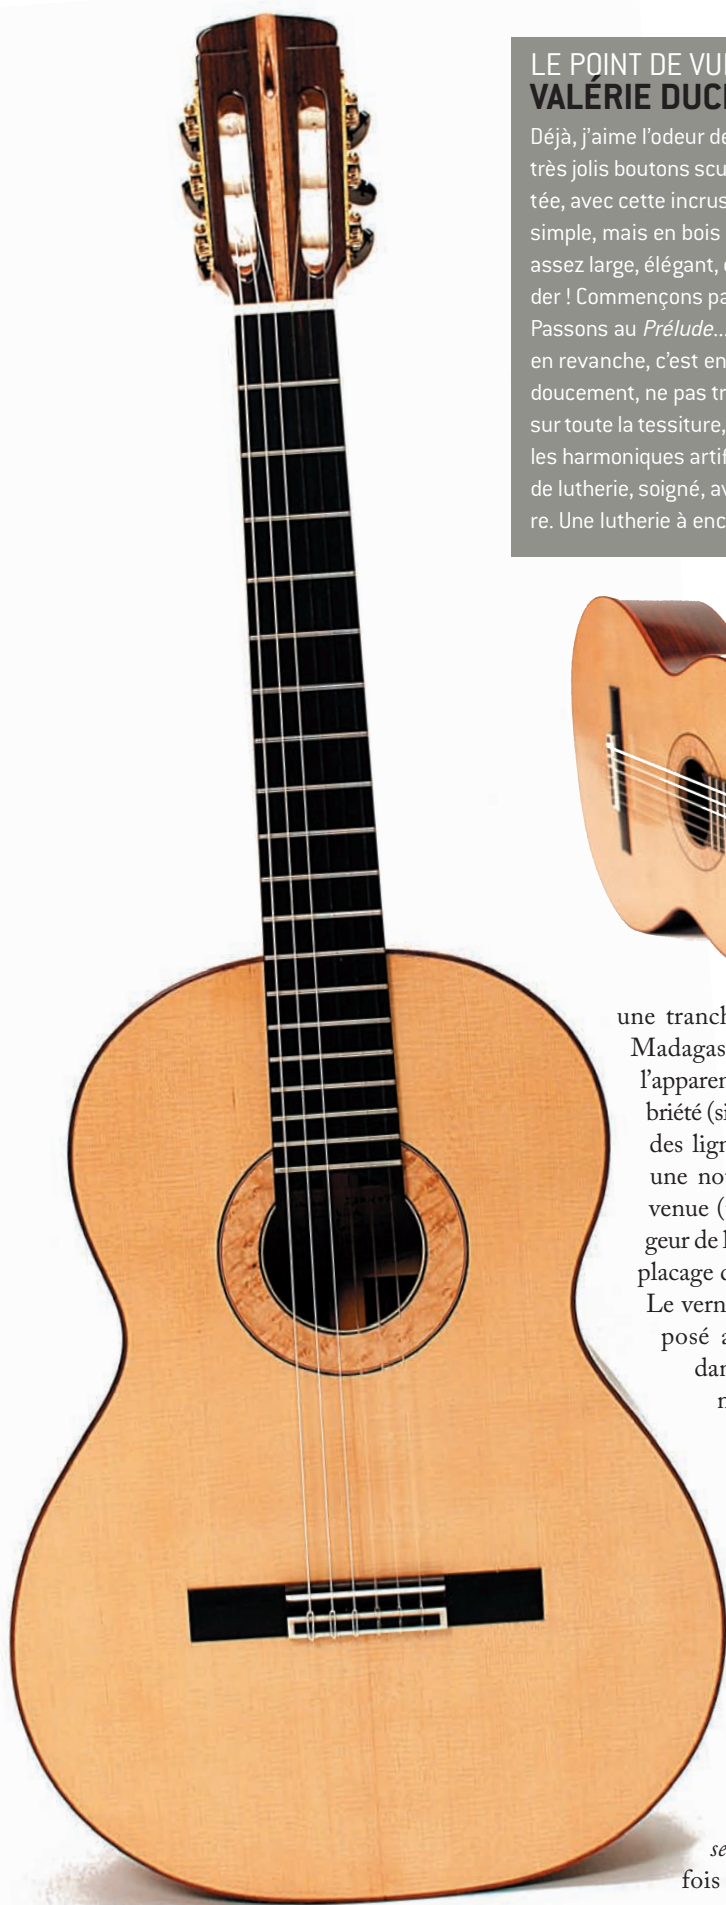 LE POINT DE VUE
VALÉRIE DUC
Déjà, j'aime l'odeur de
très jolis boutons scu
tée, avec cette incrus
simple, mais en bois
assez large, élégant,
der ! Commençons pa
Passons au Prélude...
en revanche, c'est en
doucement, ne pas tr
sur toute la tessiture,
les harmoniques artif
de lutherie, soigné, av
re. Une lutherie à enc
une tranch
Madagas
l'apparen
briété (si
des lign
une no
venue (
geur de l
placage d
Le vern
posé a
dan
se
fois